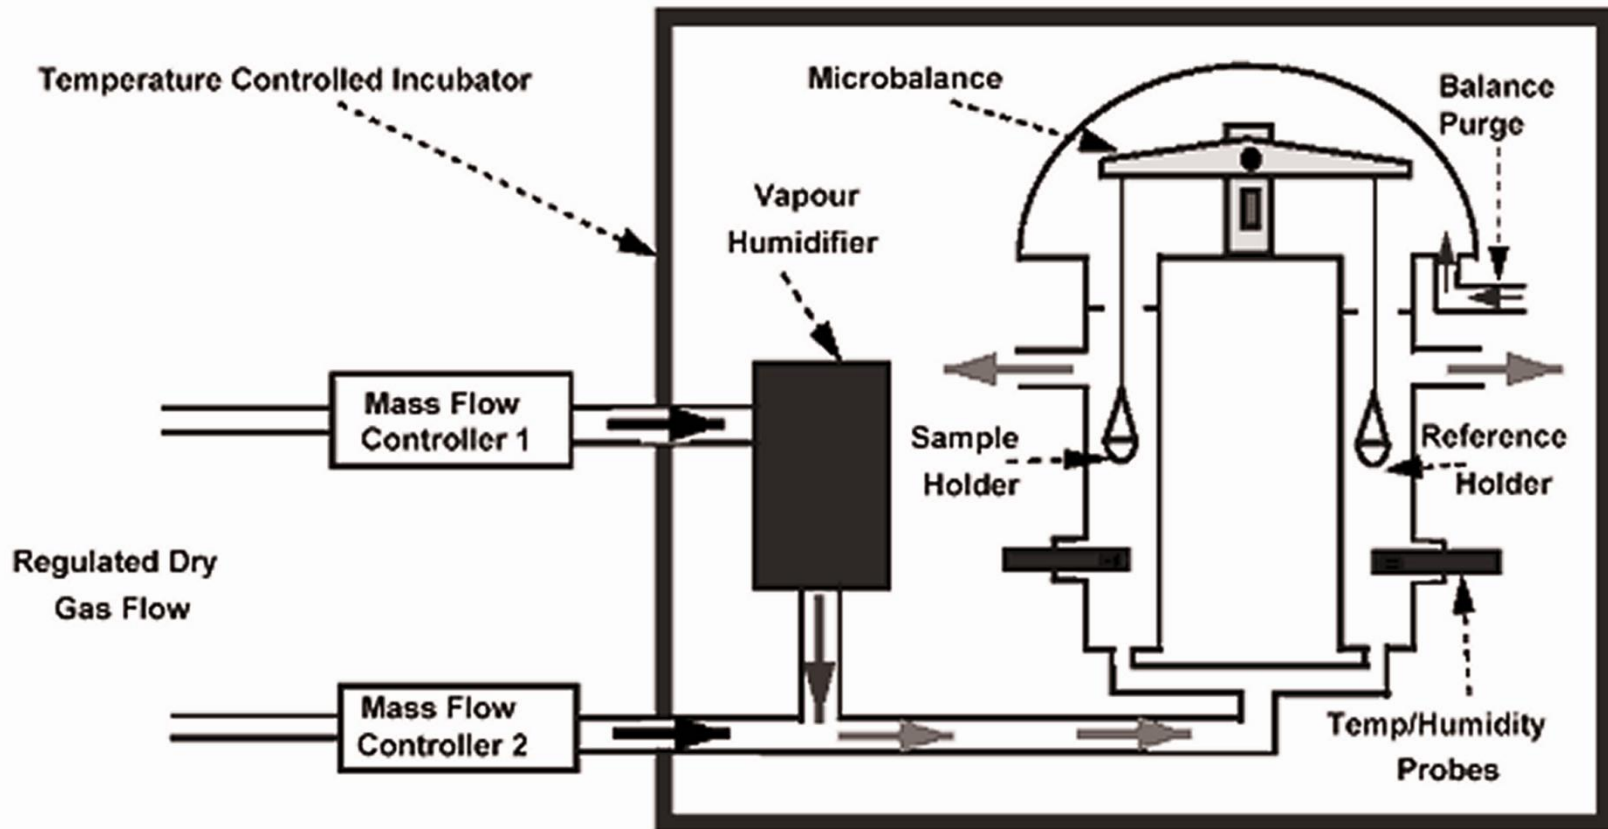 Temperature Controlled Incubator
Microbalance
Balance
Purge
Vapour
Humidifier
Mass Flow
Controller 1
Sample
Holder
Reference
Holder
Regulated Dry
Gas Flow
Mass Flow
Controller 2
Temp/Humidity
Probes